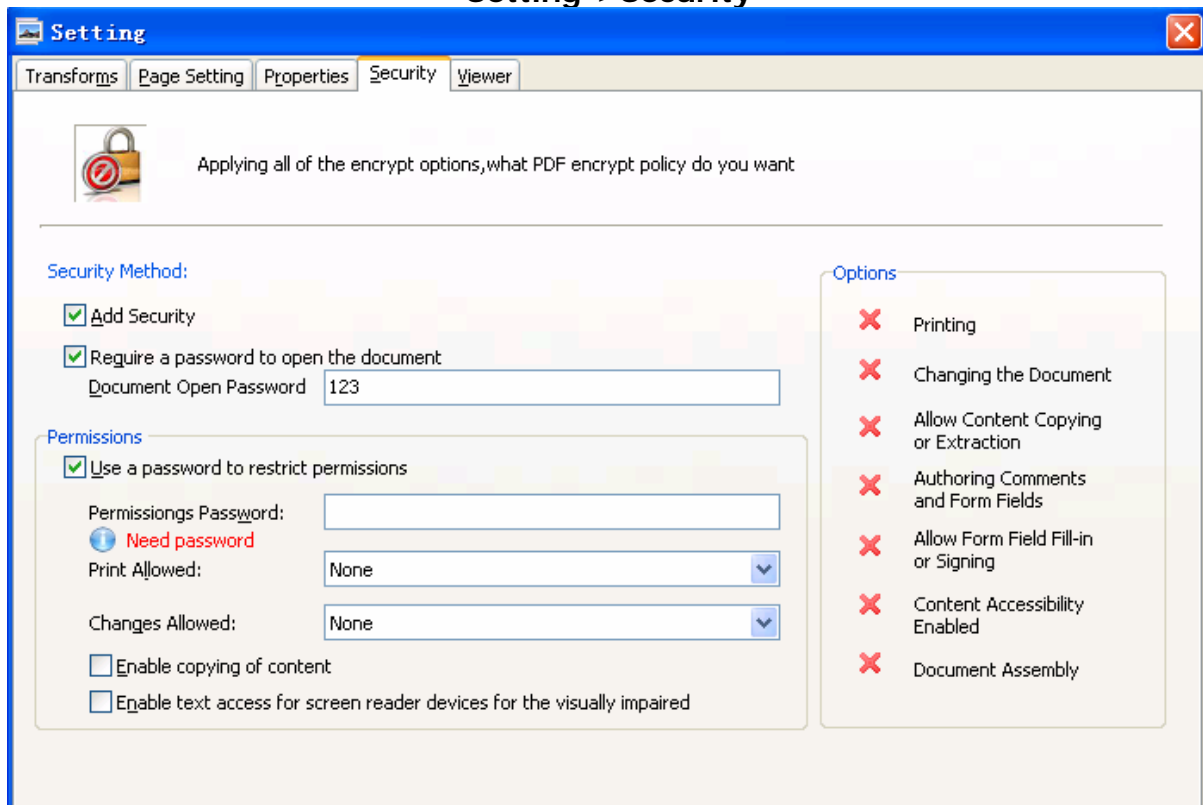 Setting->Security
Setting
Transforms Page Setting Properties Security Viewer
Applying all of the encrypt options,what PDF encrypt policy do you want
Security Method:
Add Security
Require a password to open the document
Document Open Password 123
Permissions
Use a password to restrict permissions
Permissiongs Password:
Need password
Print Allowed: None
Changes Allowed: None
Enable copying of content
Enable text access for screen reader devices for the visually impaired
Options
Printing
Changing the Document
Allow Content Copying
or Extraction
Authoring Comments
and Form Fields
Allow Form Field Fill-in
or Signing
Content Accessibility
Enabled
Document Assembly